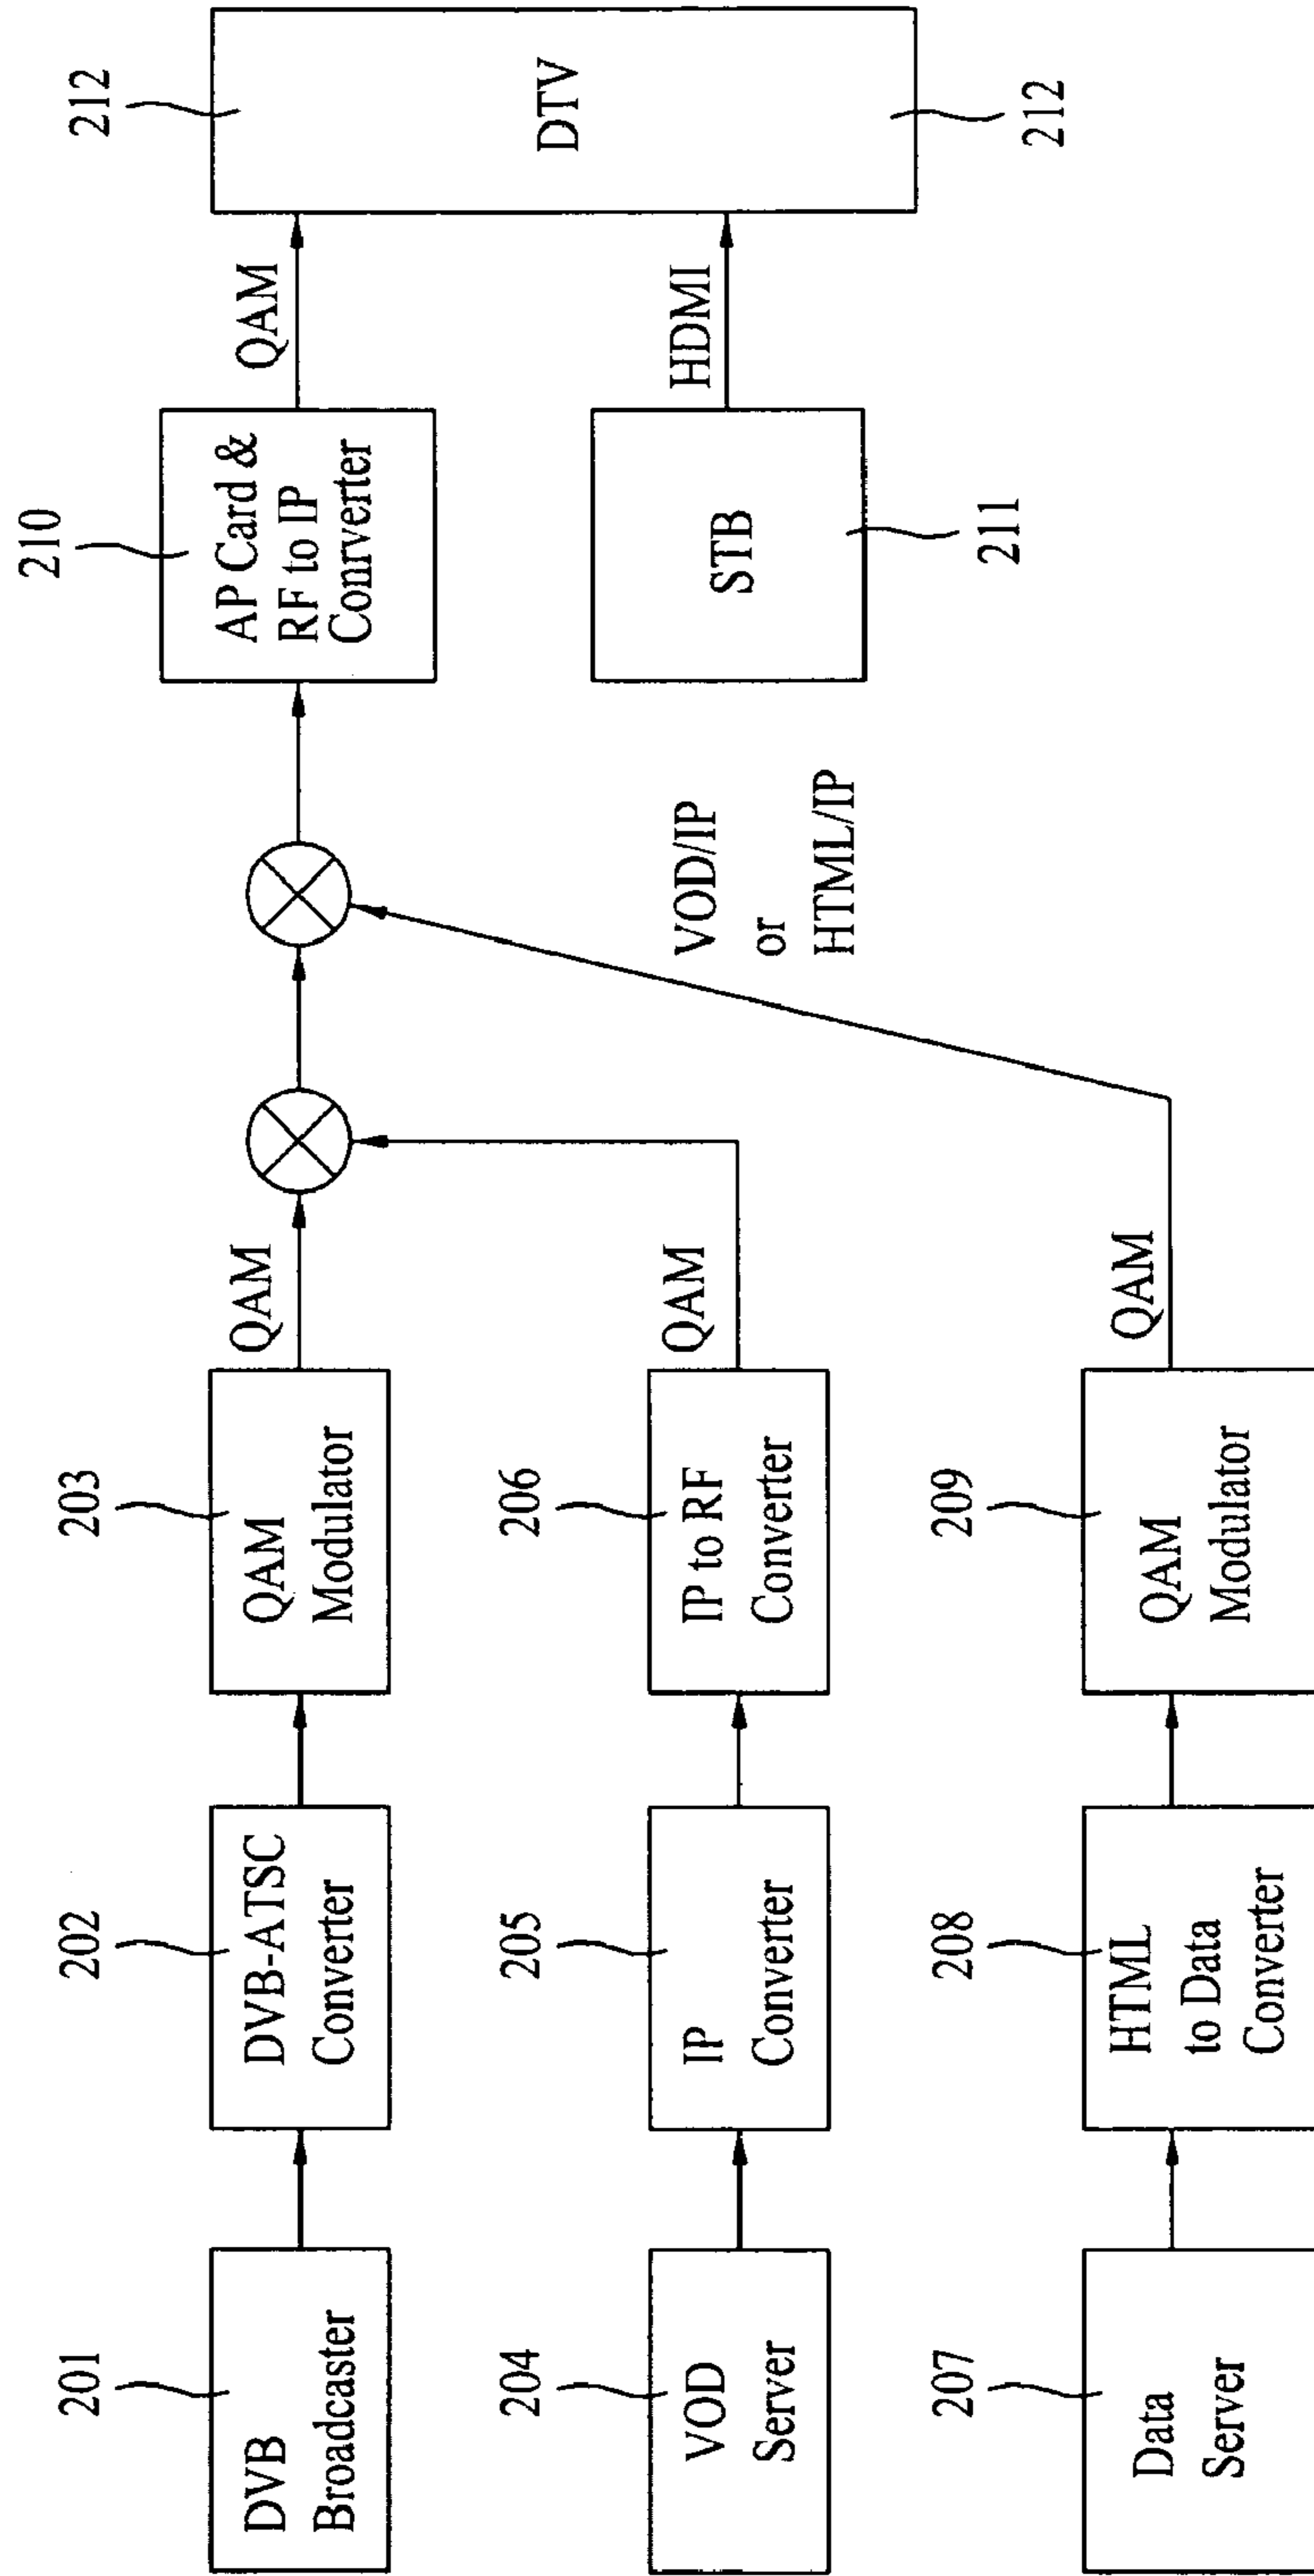 201
DVB
Broadcaster
202
DVB-ATSC
Converter
203
QAM
Modulator
QAM
204
VOD
Server
205
IP
Converter
206
IP to RF
Converter
QAM
207
Data
Server
208
HTML
to Data
Converter
209
QAM
Modulator
QAM
VOD/IP
or
HTML/IP
210
AP Card &
RF to IP
Conrverter
QAM
STB
211
HDMI
212
DTV
212